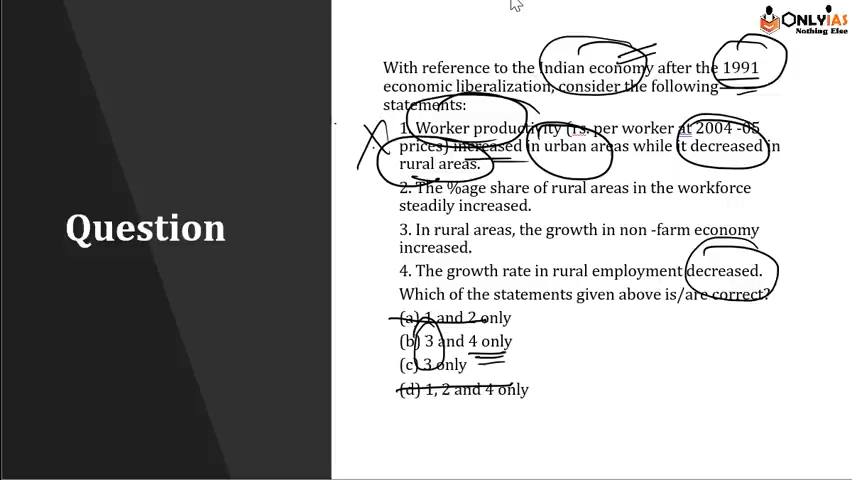 ONLYIAS
Nothing Else
With reference to the Indian economy after the 1991
economic liberalization, consider the following
statements:
1. Worker productivity (rs. per worker at 2004 -05
prices) increased in urban areas while it decreased in
rural areas.
2. The %age share of rural areas in the workforce
steadily increased.
3. In rural areas, the growth in non -farm economy
increased.
4. The growth rate in rural employment decreased.
Which of the statements given above is/are correct?
(a) 1 and 2 only
(b) 3 and 4 only
(c) 3 only
(d) 1, 2 and 4 only
Question